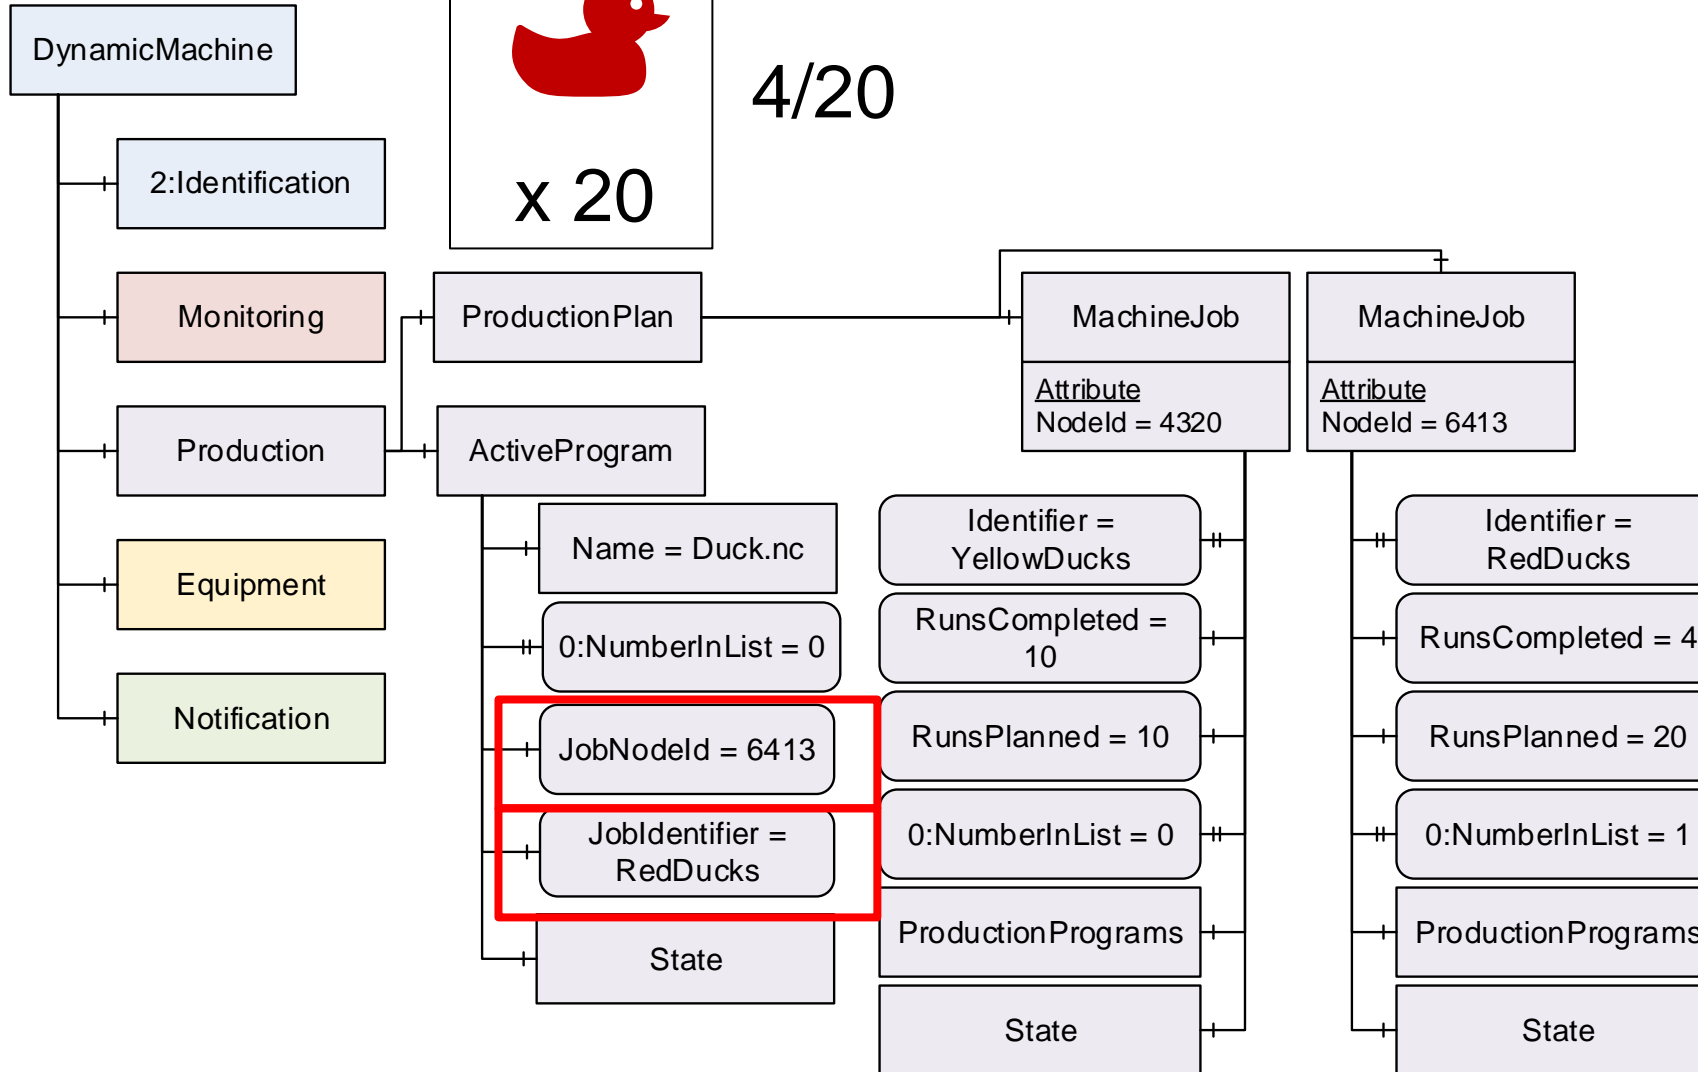 DynamicMachine
4/20
x 20
2:Identification
Monitoring
ProductionPlan
MachineJob
Attribute
NodeId = 4320
MachineJob
Attribute
NodeId = 6413
Production
ActiveProgram
Equipment
Notification
Name = Duck.nc
0:NumberInList = 0
JobNodeId = 6413
JobIdentifier =
RedDucks
State
Identifier =
YellowDucks
RunsCompleted =
10
RunsPlanned = 10
0:NumberInList = 0
ProductionPrograms
State
Identifier =
RedDucks
RunsCompleted = 4
RunsPlanned = 20
0:NumberInList = 1
ProductionPrograms
State